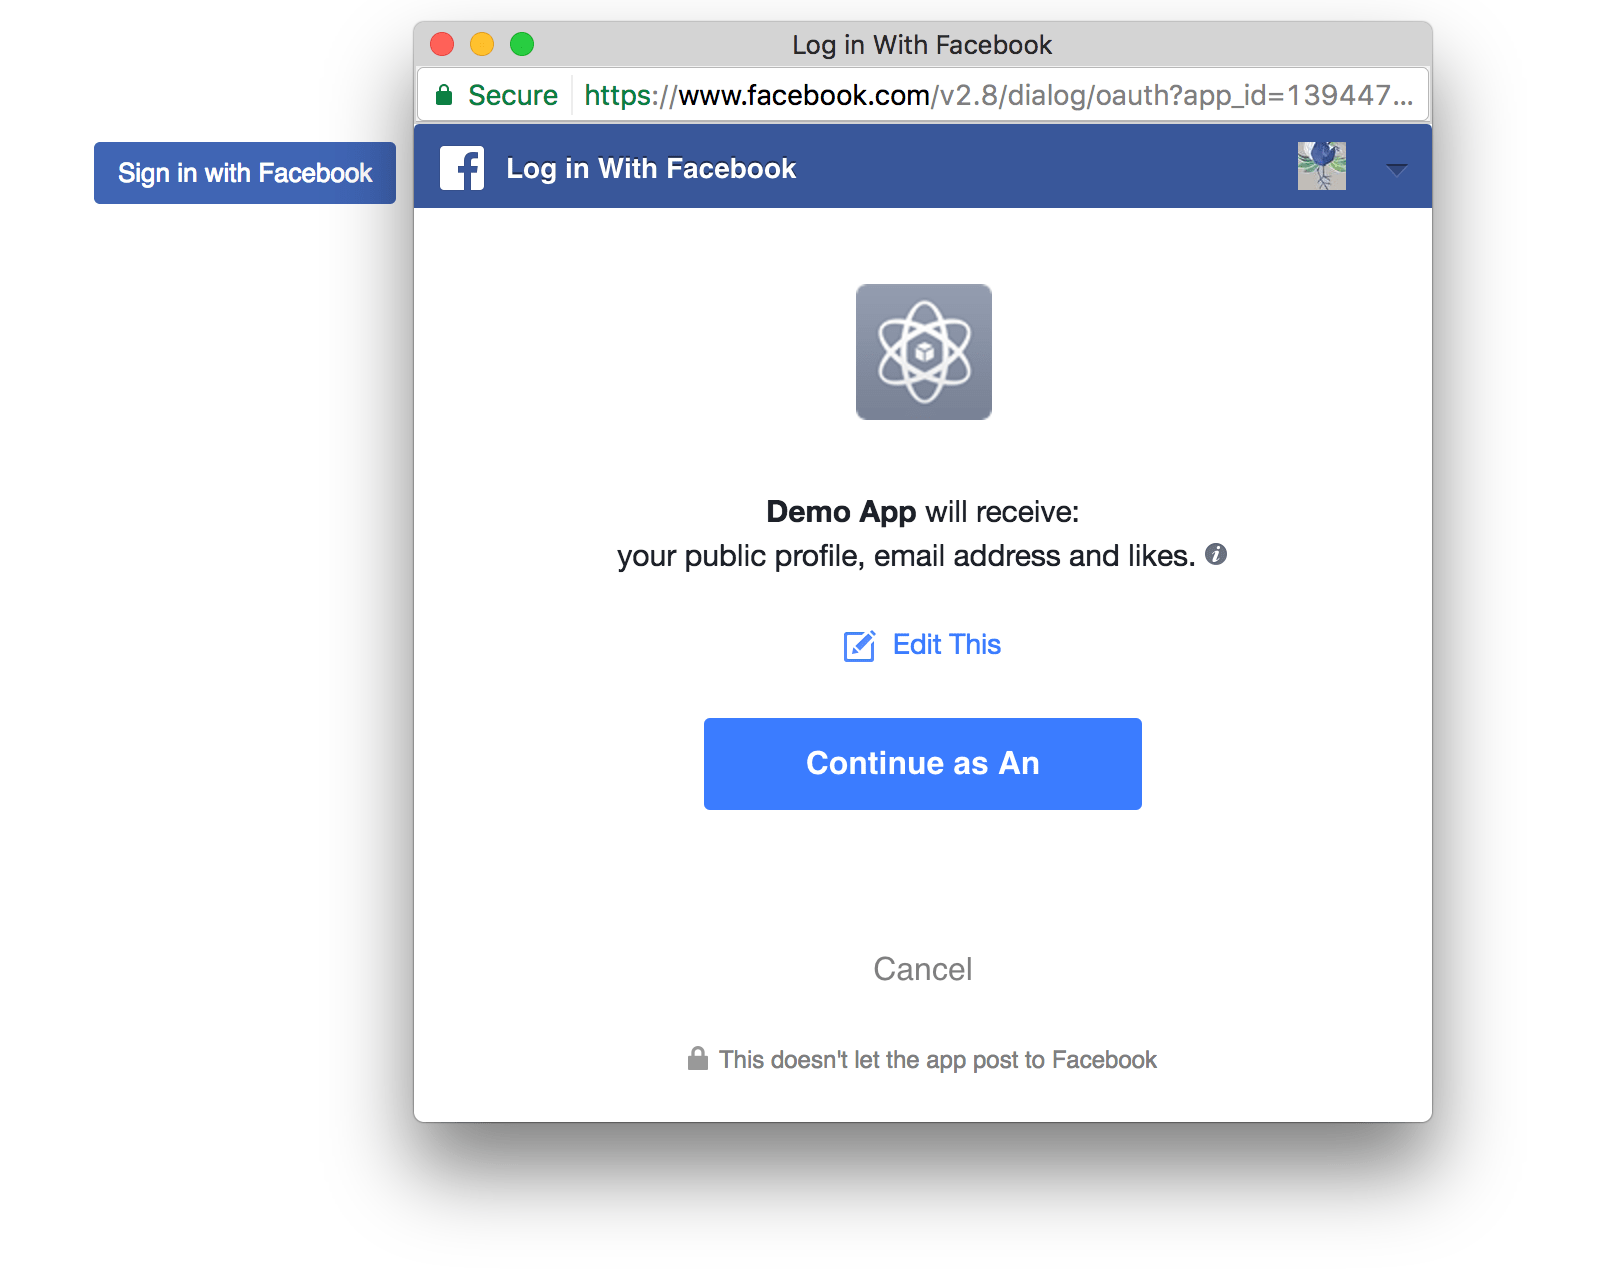 Log in With Facebook
Secure https://www.facebook.com/v2.8/dialog/oauth?app_id=139447...
Sign in with Facebook
Log in With Facebook
Demo App will receive:
your public profile, email address and likes.
Edit This
Continue as An
Cancel
This doesn't let the app post to Facebook